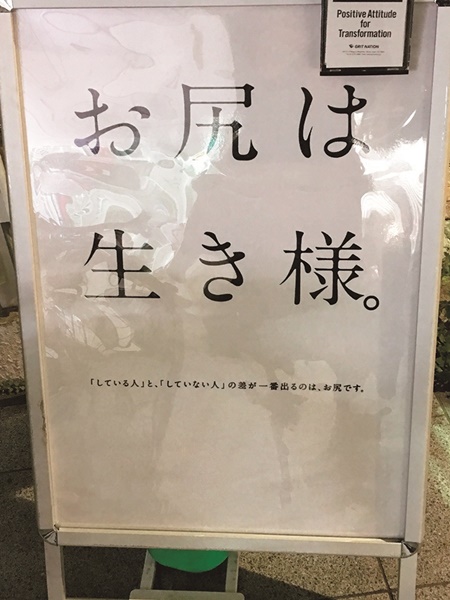 Positive Attitude
for
Transformation
GRIT NATION
お尻は
生き様。
「している人」と、「していない人」の差が一番出るのは、お尻です。